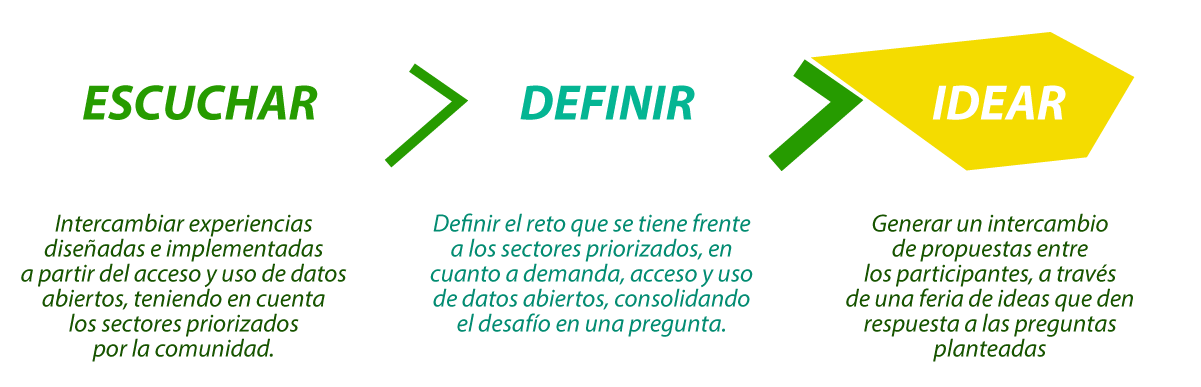 ESCUCHAR
DEFINIR
IDEAR
Intercambiar experiencias
diseñadas e implementadas
a partir del acceso y uso de datos
abiertos, teniendo en cuenta
los sectores priorizados
por la comunidad.
Definir el reto que se tiene frente
a los sectores priorizados, en
cuanto a demanda, acceso y uso
de datos abiertos, consolidando
el desafío en una pregunta.
Generar un intercambio
de propuestas entre
los participantes, a través
de una feria de ideas que den
respuesta a las preguntas
planteadas